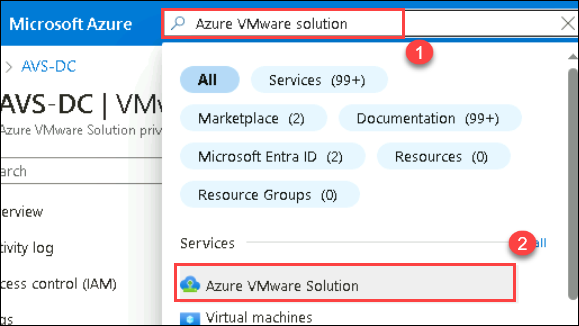 Microsoft Azure
Azure VMware solution
1
> AVS-DC
All
Services (99+)
AVS-DC | VMw
Marketplace (2)
Documentation (99+)
Azure VMware Solution priv
Microsoft Entra ID (2)
Resources (0)
earch
Resource Groups (0)
erview
Services
2
all
tivity log
Azure VMware Solution
cess control (IAM)
Virtual machines
gs